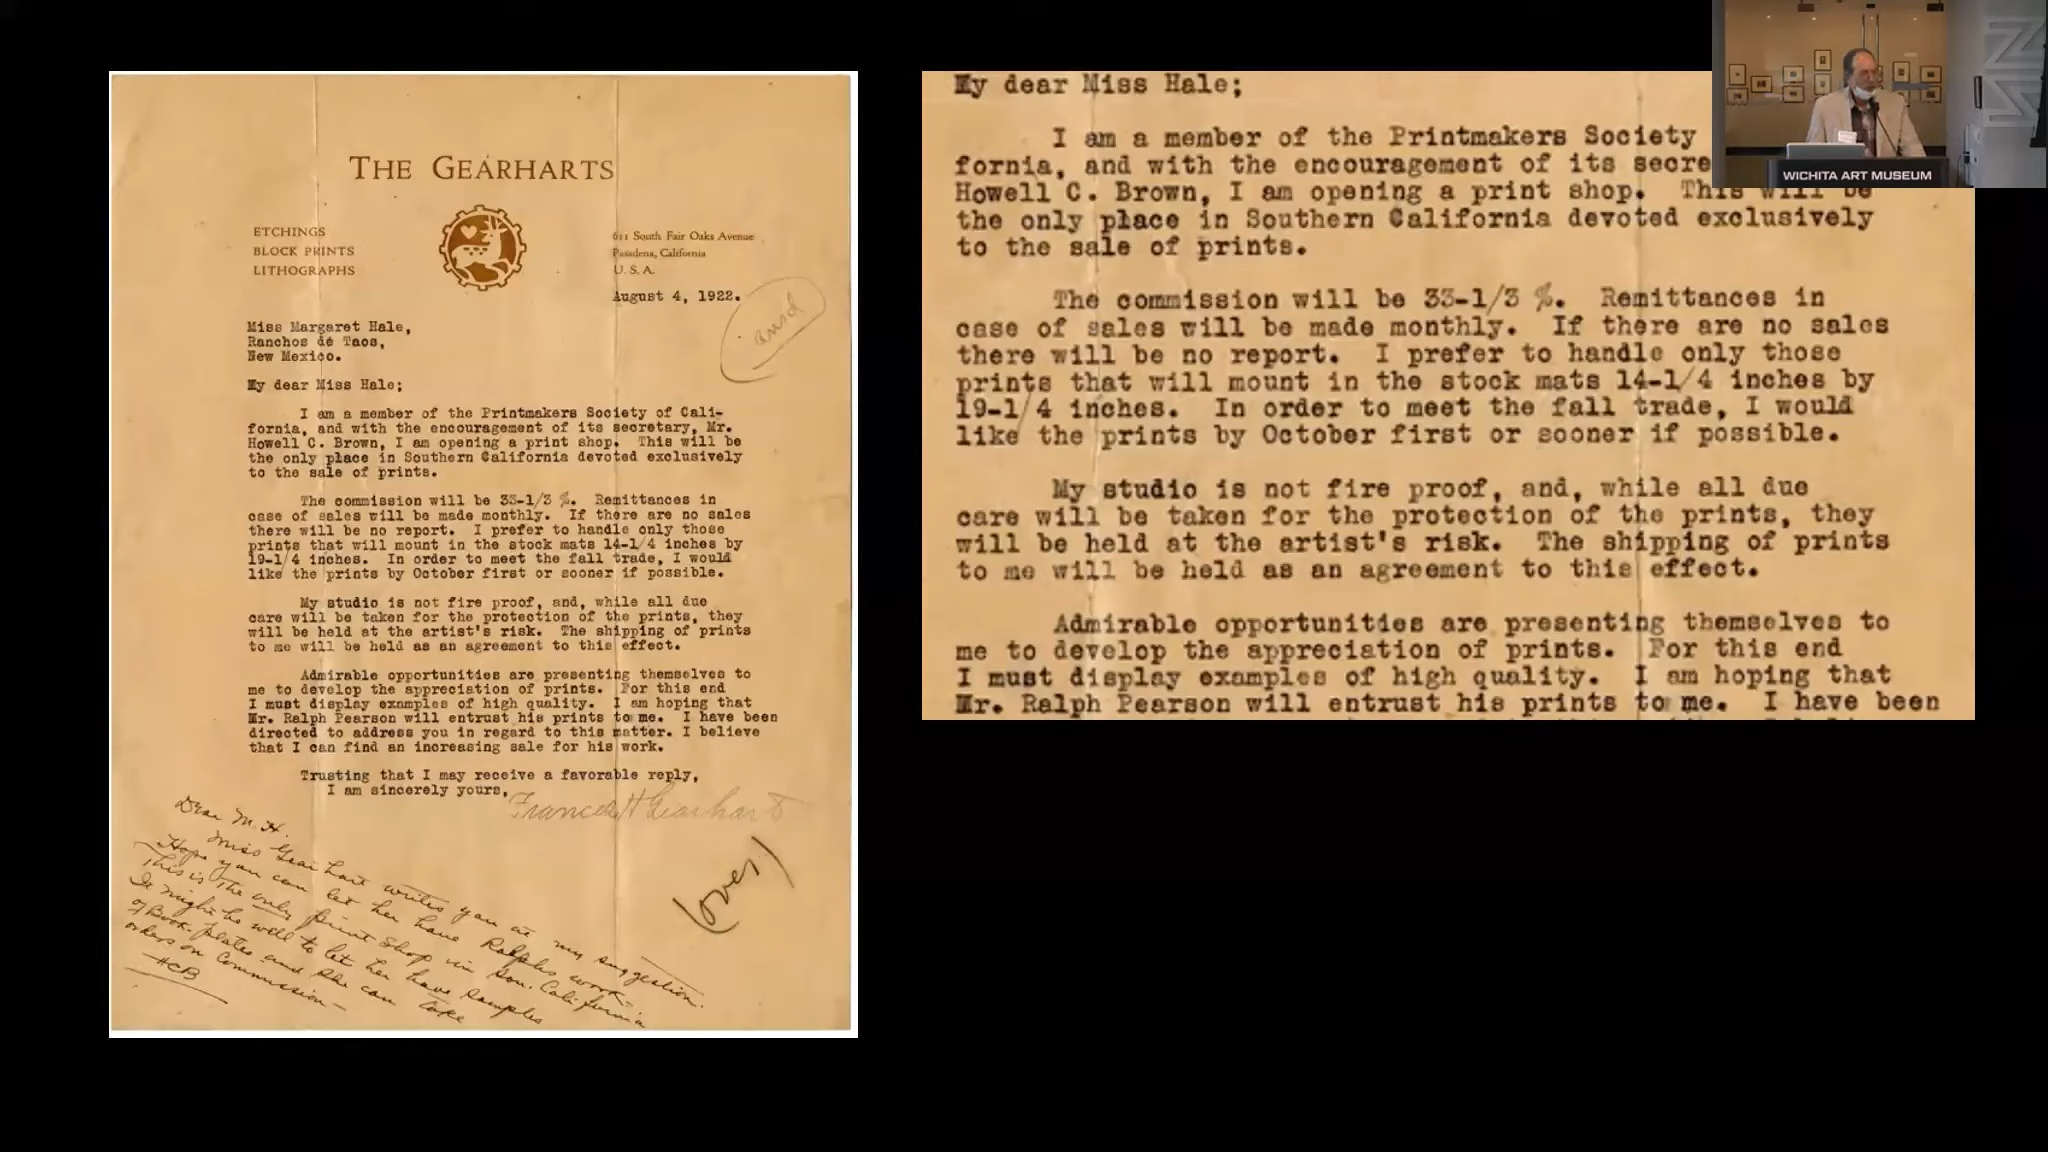 THE GEARHARTS
ETCHINGS
BLOCK PRINTS
LITHOGRAPHS
611 South Fair Oaks Avenue
Pasadena, California
U. S. A.
August 4, 1922.
ansd
Miss Margaret Hale,
Ranchos de Taos,
New Mexico.
My dear Miss Hale;
I am a member of the Printmakers Society of Cali-
fornia, and with the encouragement of its secretary, Mr.
Howell C. Brown, I am opening a print shop. This will be
the only place in Southern California devoted exclusively
to the sale of prints.
The commission will be 33-1/3 %. Remittances in
case of sales will be made monthly. If there are no sales
there will be no report. I prefer to handle only those
prints that will mount in the stock mats 14-1/4 inches by
19-1/4 inches. In order to meet the fall trade, I would
like the prints by October first or sooner if possible.
My studio is not fire proof, and, while all due
care will be taken for the protection of the prints, they
will be held at the artist's risk. The shipping of prints
to me will be held as an agreement to this effect.
Admirable opportunities are presenting themselves to
me to develop the appreciation of prints. For this end
I must display examples of high quality. I am hoping that
Mr. Ralph Pearson will entrust his prints to me. I have been
directed to address you in regard to this matter. I believe
that I can find an increasing sale for his work.
Trusting that I may receive a favorable reply,
I am sincerely yours,
Frances H Gearhart
Dear M. H.
Miss Gearhart writes you at my suggestion.
Hope you can let her have Ralphs work.
This is the only print shop in Sou. California
It might be well to let her have samples
of Book plates and she can take
orders on Commission—
HCB
(over)
My dear Miss Hale;
I am a member of the Printmakers Society
fornia, and with the encouragement of its secre
Howell C. Brown, I am opening a print shop. This will be
the only place in Southern California devoted exclusively
to the sale of prints.
The commission will be 33-1/3 %. Remittances in
case of sales will be made monthly. If there are no sales
there will be no report. I prefer to handle only those
prints that will mount in the stock mats 14-1/4 inches by
19-1/4 inches. In order to meet the fall trade, I would
like the prints by October first or sooner if possible.
My studio is not fire proof, and, while all due
care will be taken for the protection of the prints, they
will be held at the artist's risk. The shipping of prints
to me will be held as an agreement to this effect.
Admirable opportunities are presenting themselves to
me to develop the appreciation of prints. For this end
I must display examples of high quality. I am hoping that
Mr. Ralph Pearson will entrust his prints to me. I have been
WICHITA ART MUSEUM